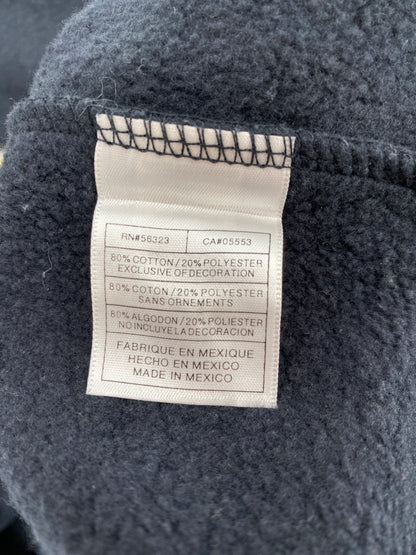 RN#56323 CA#05553
80% COTTON / 20% POLYESTER
EXCLUSIVE OF DECORATION
80% COTON / 20% POLYESTER
SANS ORNEMENTS
80% ALGODON / 20% POLIESTER
NO INCLUYE LA DECORACION
FABRIQUE EN MEXIQUE
HECHO EN MEXICO
MADE IN MEXICO